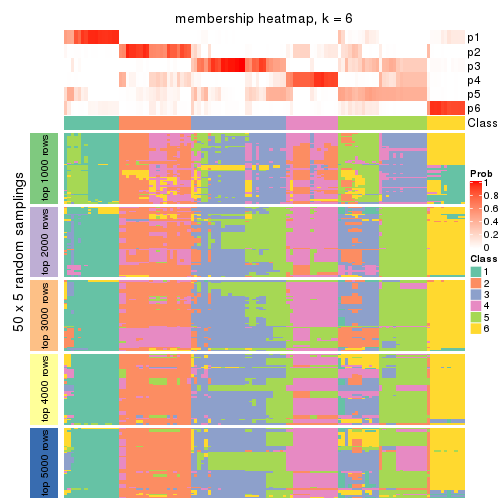 membership heatmap, k = 6
p1
p2
p3
p4
p5
p6
Class
50 x 5 random samplings
top 1000 rows
top 2000 rows
top 3000 rows
top 4000 rows
top 5000 rows
Prob
1
0.8
0.6
0.4
0.2
0
Class
1
2
3
4
5
6